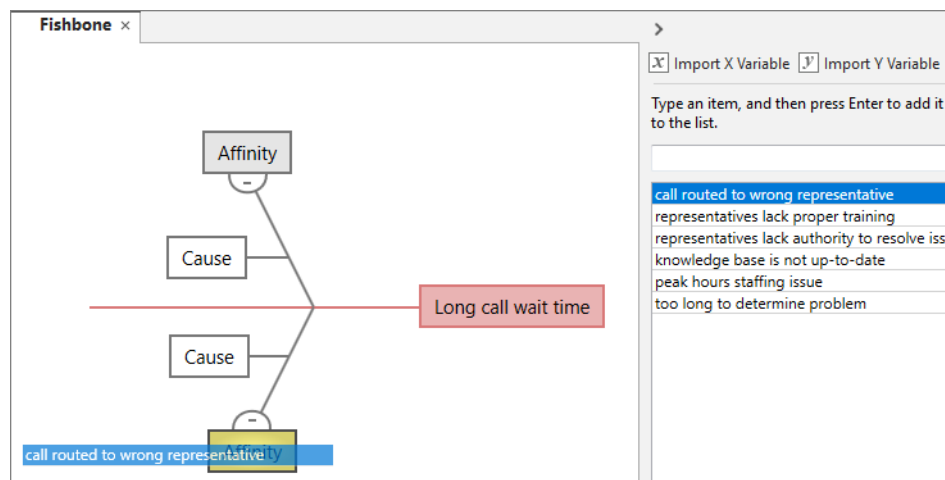 Fishbone ×
Import X Variable
Import Y Variable
Type an item, and then press Enter to add it
to the list.
call routed to wrong representative
representatives lack proper training
representatives lack authority to resolve iss
knowledge base is not up-to-date
peak hours staffing issue
too long to determine problem
Affinity
Cause
Long call wait time
Cause
Affinity
call routed to wrong representative